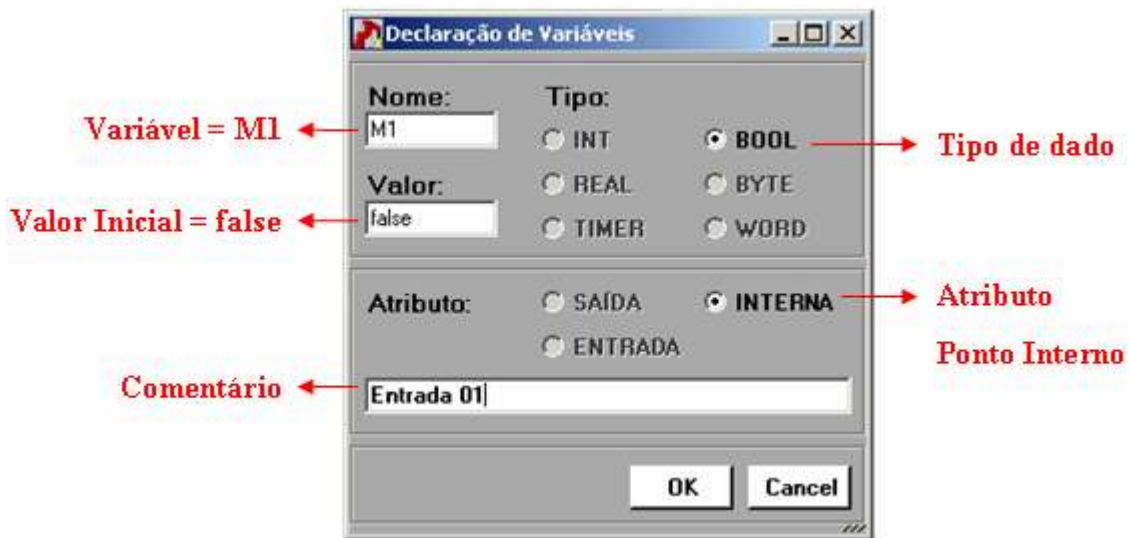 Declaração de Variáveis
Nome: Tipo:
Variável = M1
M1
INT BOOL
Tipo de dado
Valor:
REAL BYTE
Valor Inicial = false
false
TIMER WORD
Atributo:
SAÍDA INTERNA
Atributo
Ponto Interno
ENTRADA
Comentário
Entrada 01
OK Cancel